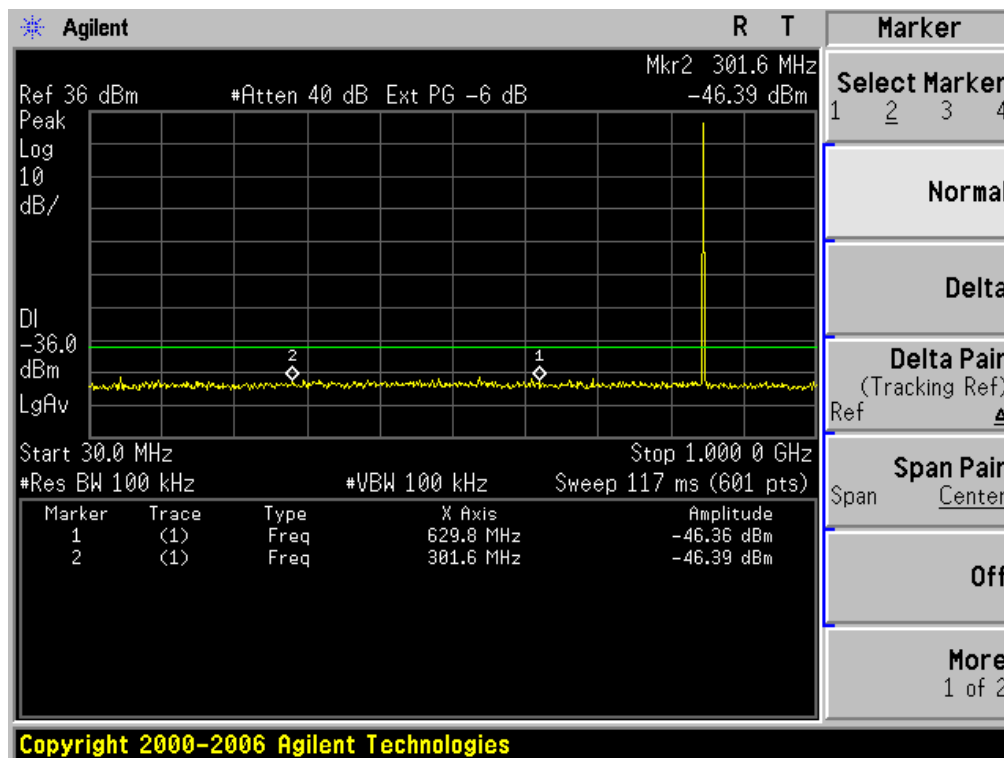 Agilent R T
Mkr2 301.6 MHz
Ref 36 dBm #Atten 40 dB Ext PG -6 dB -46.39 dBm
Peak
Log
10
dB/
DI
-36.0
dBm
LgAv
2
1
Start 30.0 MHz Stop 1.000 0 GHz
#Res BW 100 kHz #VBW 100 kHz Sweep 117 ms (601 pts)
Marker Trace Type X Axis Amplitude
1 (1) Freq 629.8 MHz -46.36 dBm
2 (1) Freq 301.6 MHz -46.39 dBm
Copyright 2000-2006 Agilent Technologies
Marker
Select Marker
1 2 3 4
Normal
Delta
Delta Pair
(Tracking Ref)
Ref Δ
Span Pair
Span Center
Off
More
1 of 2